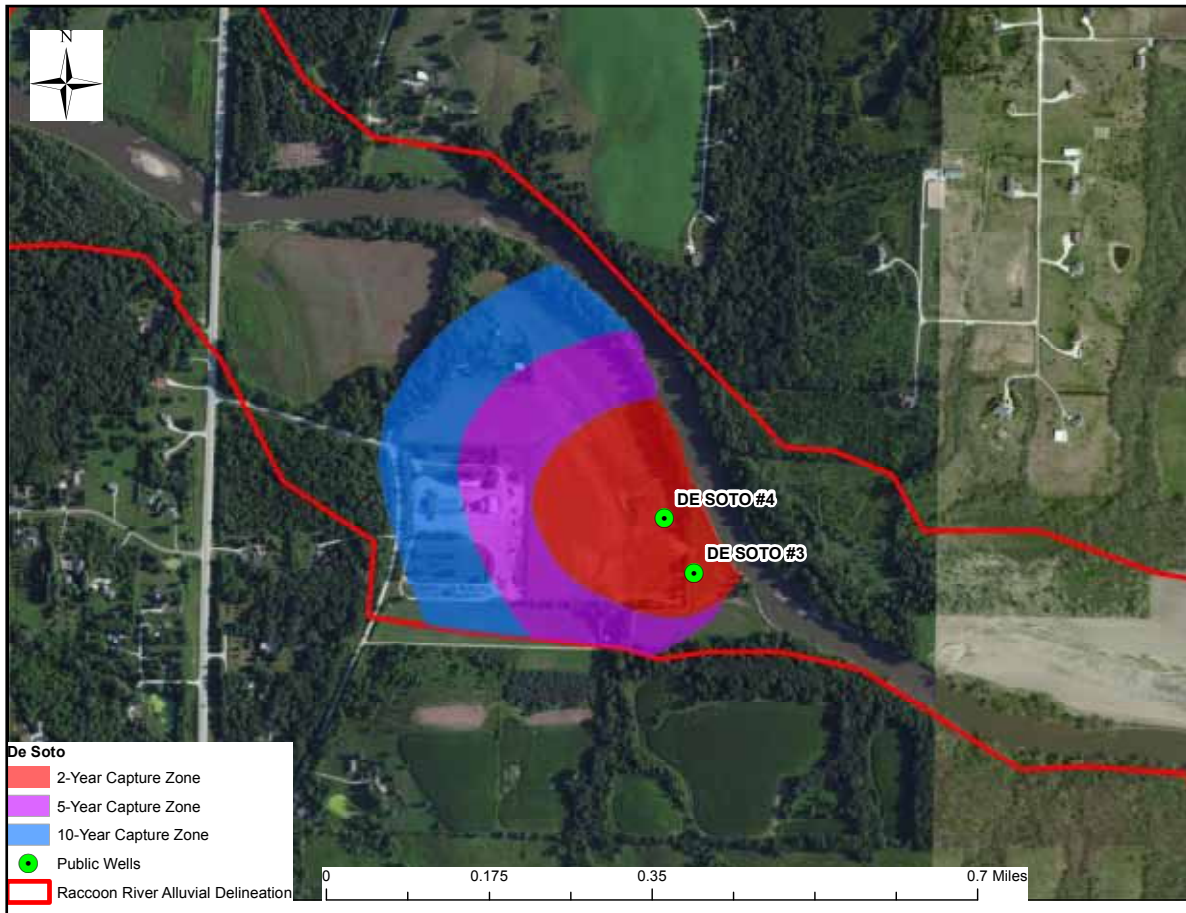 N
DE SOTO #4
DE SOTO #3
De Soto
2-Year Capture Zone
5-Year Capture Zone
10-Year Capture Zone
Public Wells
Raccoon River Alluvial Delineation
0 0.175 0.35 0.7 Miles